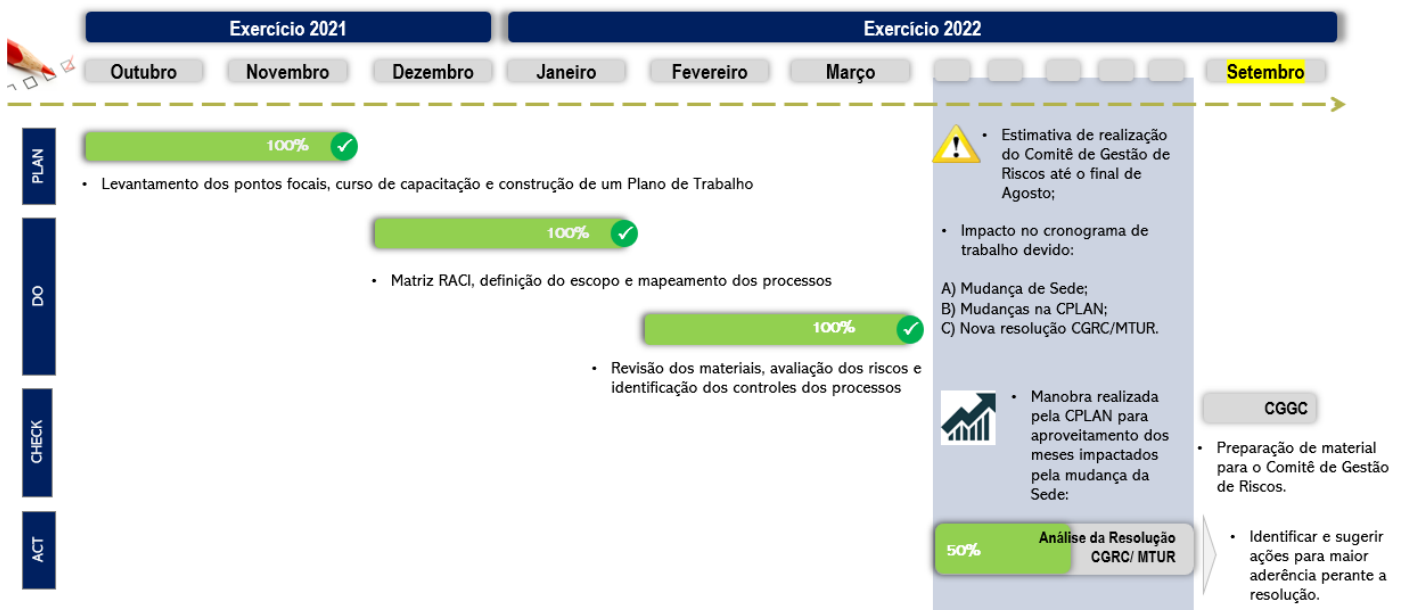 Exercício 2021
Exercício 2022
Outubro
Novembro
Dezembro
Janeiro
Fevereiro
Março
Setembro
PLAN
100%
• Levantamento dos pontos focais, curso de capacitação e construção de um Plano de Trabalho
DO
100%
• Matriz RACI, definição do escopo e mapeamento dos processos
100%
• Revisão dos materiais, avaliação dos riscos e
identificação dos controles dos processos
• Estimativa de realização
do Comitê de Gestão de
Riscos até o final de
Agosto;
• Impacto no cronograma de
trabalho devido:
A) Mudança de Sede;
B) Mudanças na CPLAN;
C) Nova resolução CGRC/MTUR.
CHECK
• Manobra realizada
pela CPLAN para
aproveitamento dos
meses impactados
pela mudança da
Sede:
CGGC
• Preparação de material
para o Comitê de Gestão
de Riscos.
ACT
50%
Análise da Resolução
CGRC/ MTUR
• Identificar e sugerir
ações para maior
aderência perante a
resolução.